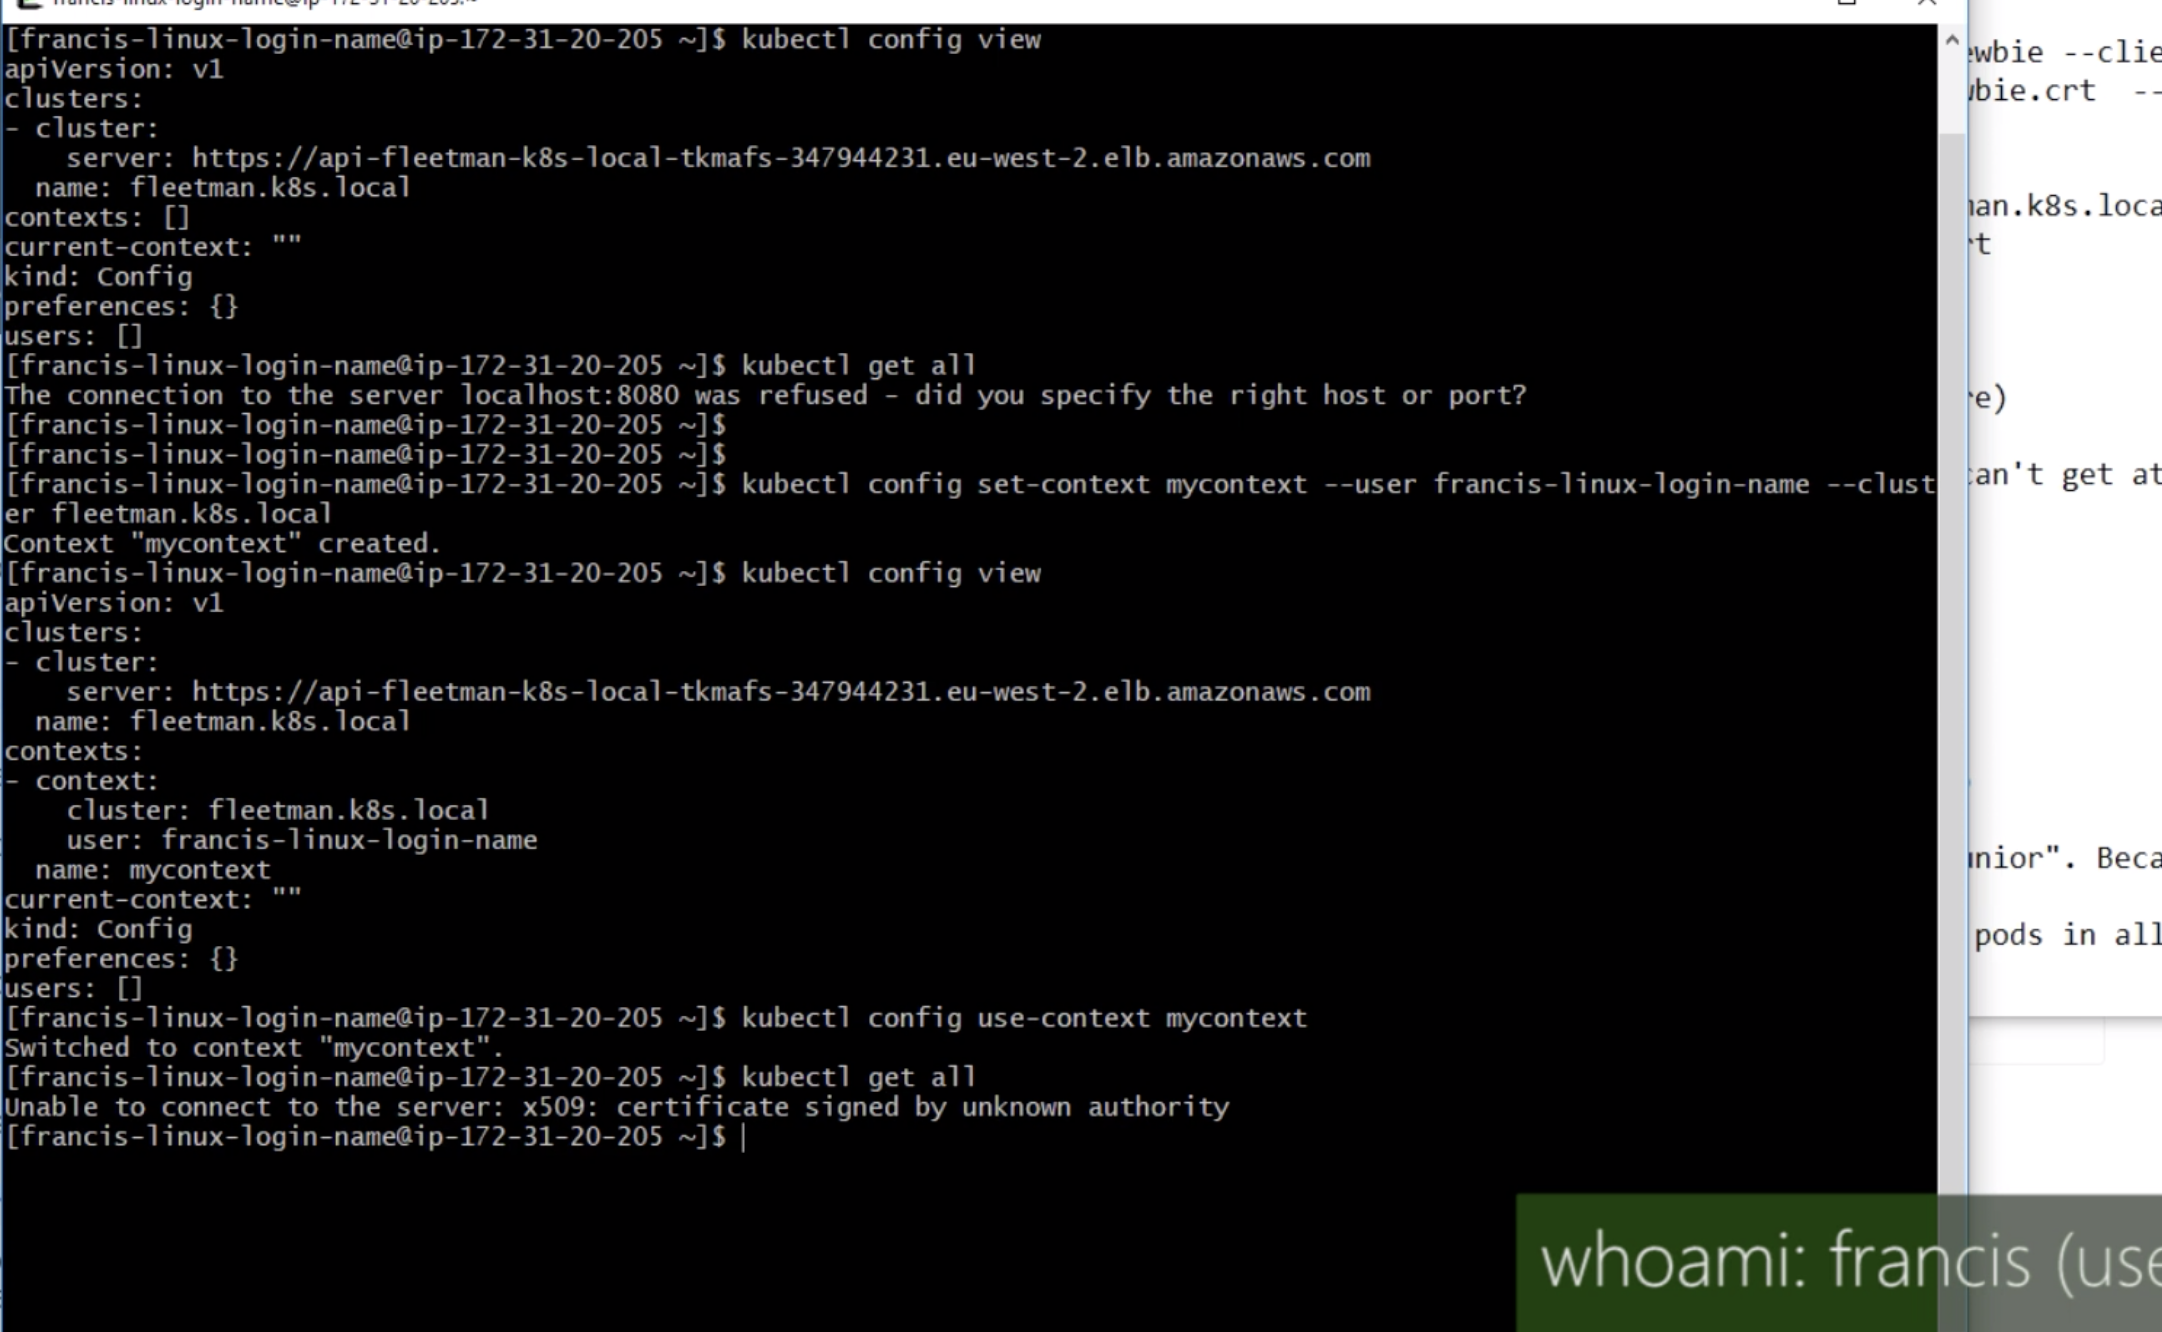 [francis-linux-login-name@ip-172-31-20-205 ~]$ kubectl config view
apiVersion: v1
clusters:
- cluster:
    server: https://api-fleetman-k8s-local-tkmafs-347944231.eu-west-2.elb.amazonaws.com
  name: fleetman.k8s.local
contexts: []
current-context: ""
kind: Config
preferences: {}
users: []
[francis-linux-login-name@ip-172-31-20-205 ~]$ kubectl get all
The connection to the server localhost:8080 was refused - did you specify the right host or port?
[francis-linux-login-name@ip-172-31-20-205 ~]$
[francis-linux-login-name@ip-172-31-20-205 ~]$
[francis-linux-login-name@ip-172-31-20-205 ~]$ kubectl config set-context mycontext --user francis-linux-login-name --clust
er fleetman.k8s.local
Context "mycontext" created.
[francis-linux-login-name@ip-172-31-20-205 ~]$ kubectl config view
apiVersion: v1
clusters:
- cluster:
    server: https://api-fleetman-k8s-local-tkmafs-347944231.eu-west-2.elb.amazonaws.com
  name: fleetman.k8s.local
contexts:
- context:
    cluster: fleetman.k8s.local
    user: francis-linux-login-name
  name: mycontext
current-context: ""
kind: Config
preferences: {}
users: []
[francis-linux-login-name@ip-172-31-20-205 ~]$ kubectl config use-context mycontext
Switched to context "mycontext".
[francis-linux-login-name@ip-172-31-20-205 ~]$ kubectl get all
Unable to connect to the server: x509: certificate signed by unknown authority
[francis-linux-login-name@ip-172-31-20-205 ~]$
ewbie --clie
bie.crt --
an.k8s.loca
t
e)
can't get at
nior". Beca
pods in all
whoami: francis (use